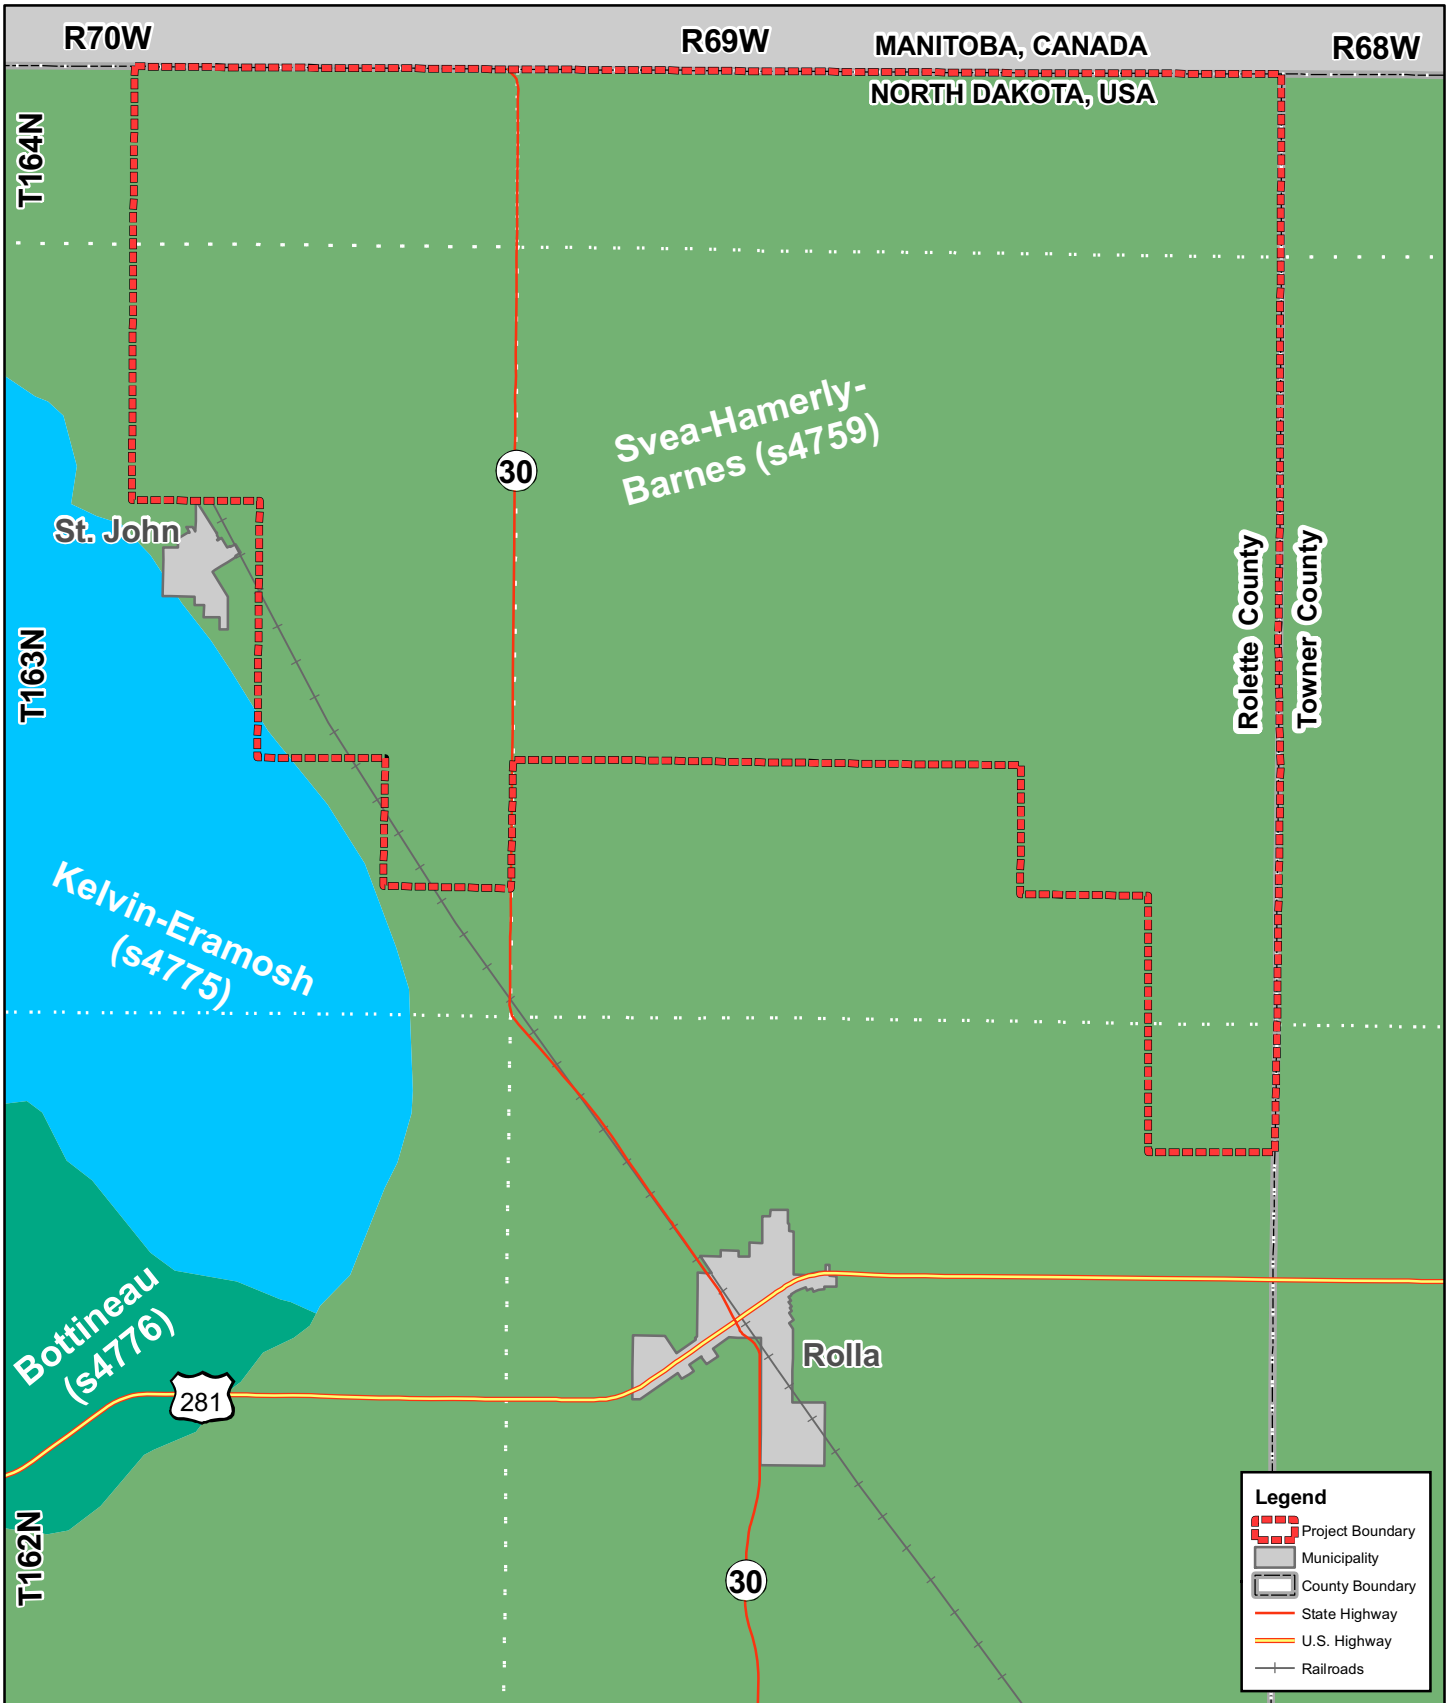 R70W
R69W
MANITOBA, CANADA
R68W
NORTH DAKOTA, USA
T164N
Svea-Hamerly-
Barnes (s4759)
30
St. John
Rolette County
Towner County
T163N
Kelvin-Eramosh
(s4775)
Bottineau
(s4776)
281
Rolla
T162N
30
Legend
Project Boundary
Municipality
County Boundary
State Highway
U.S. Highway
Railroads